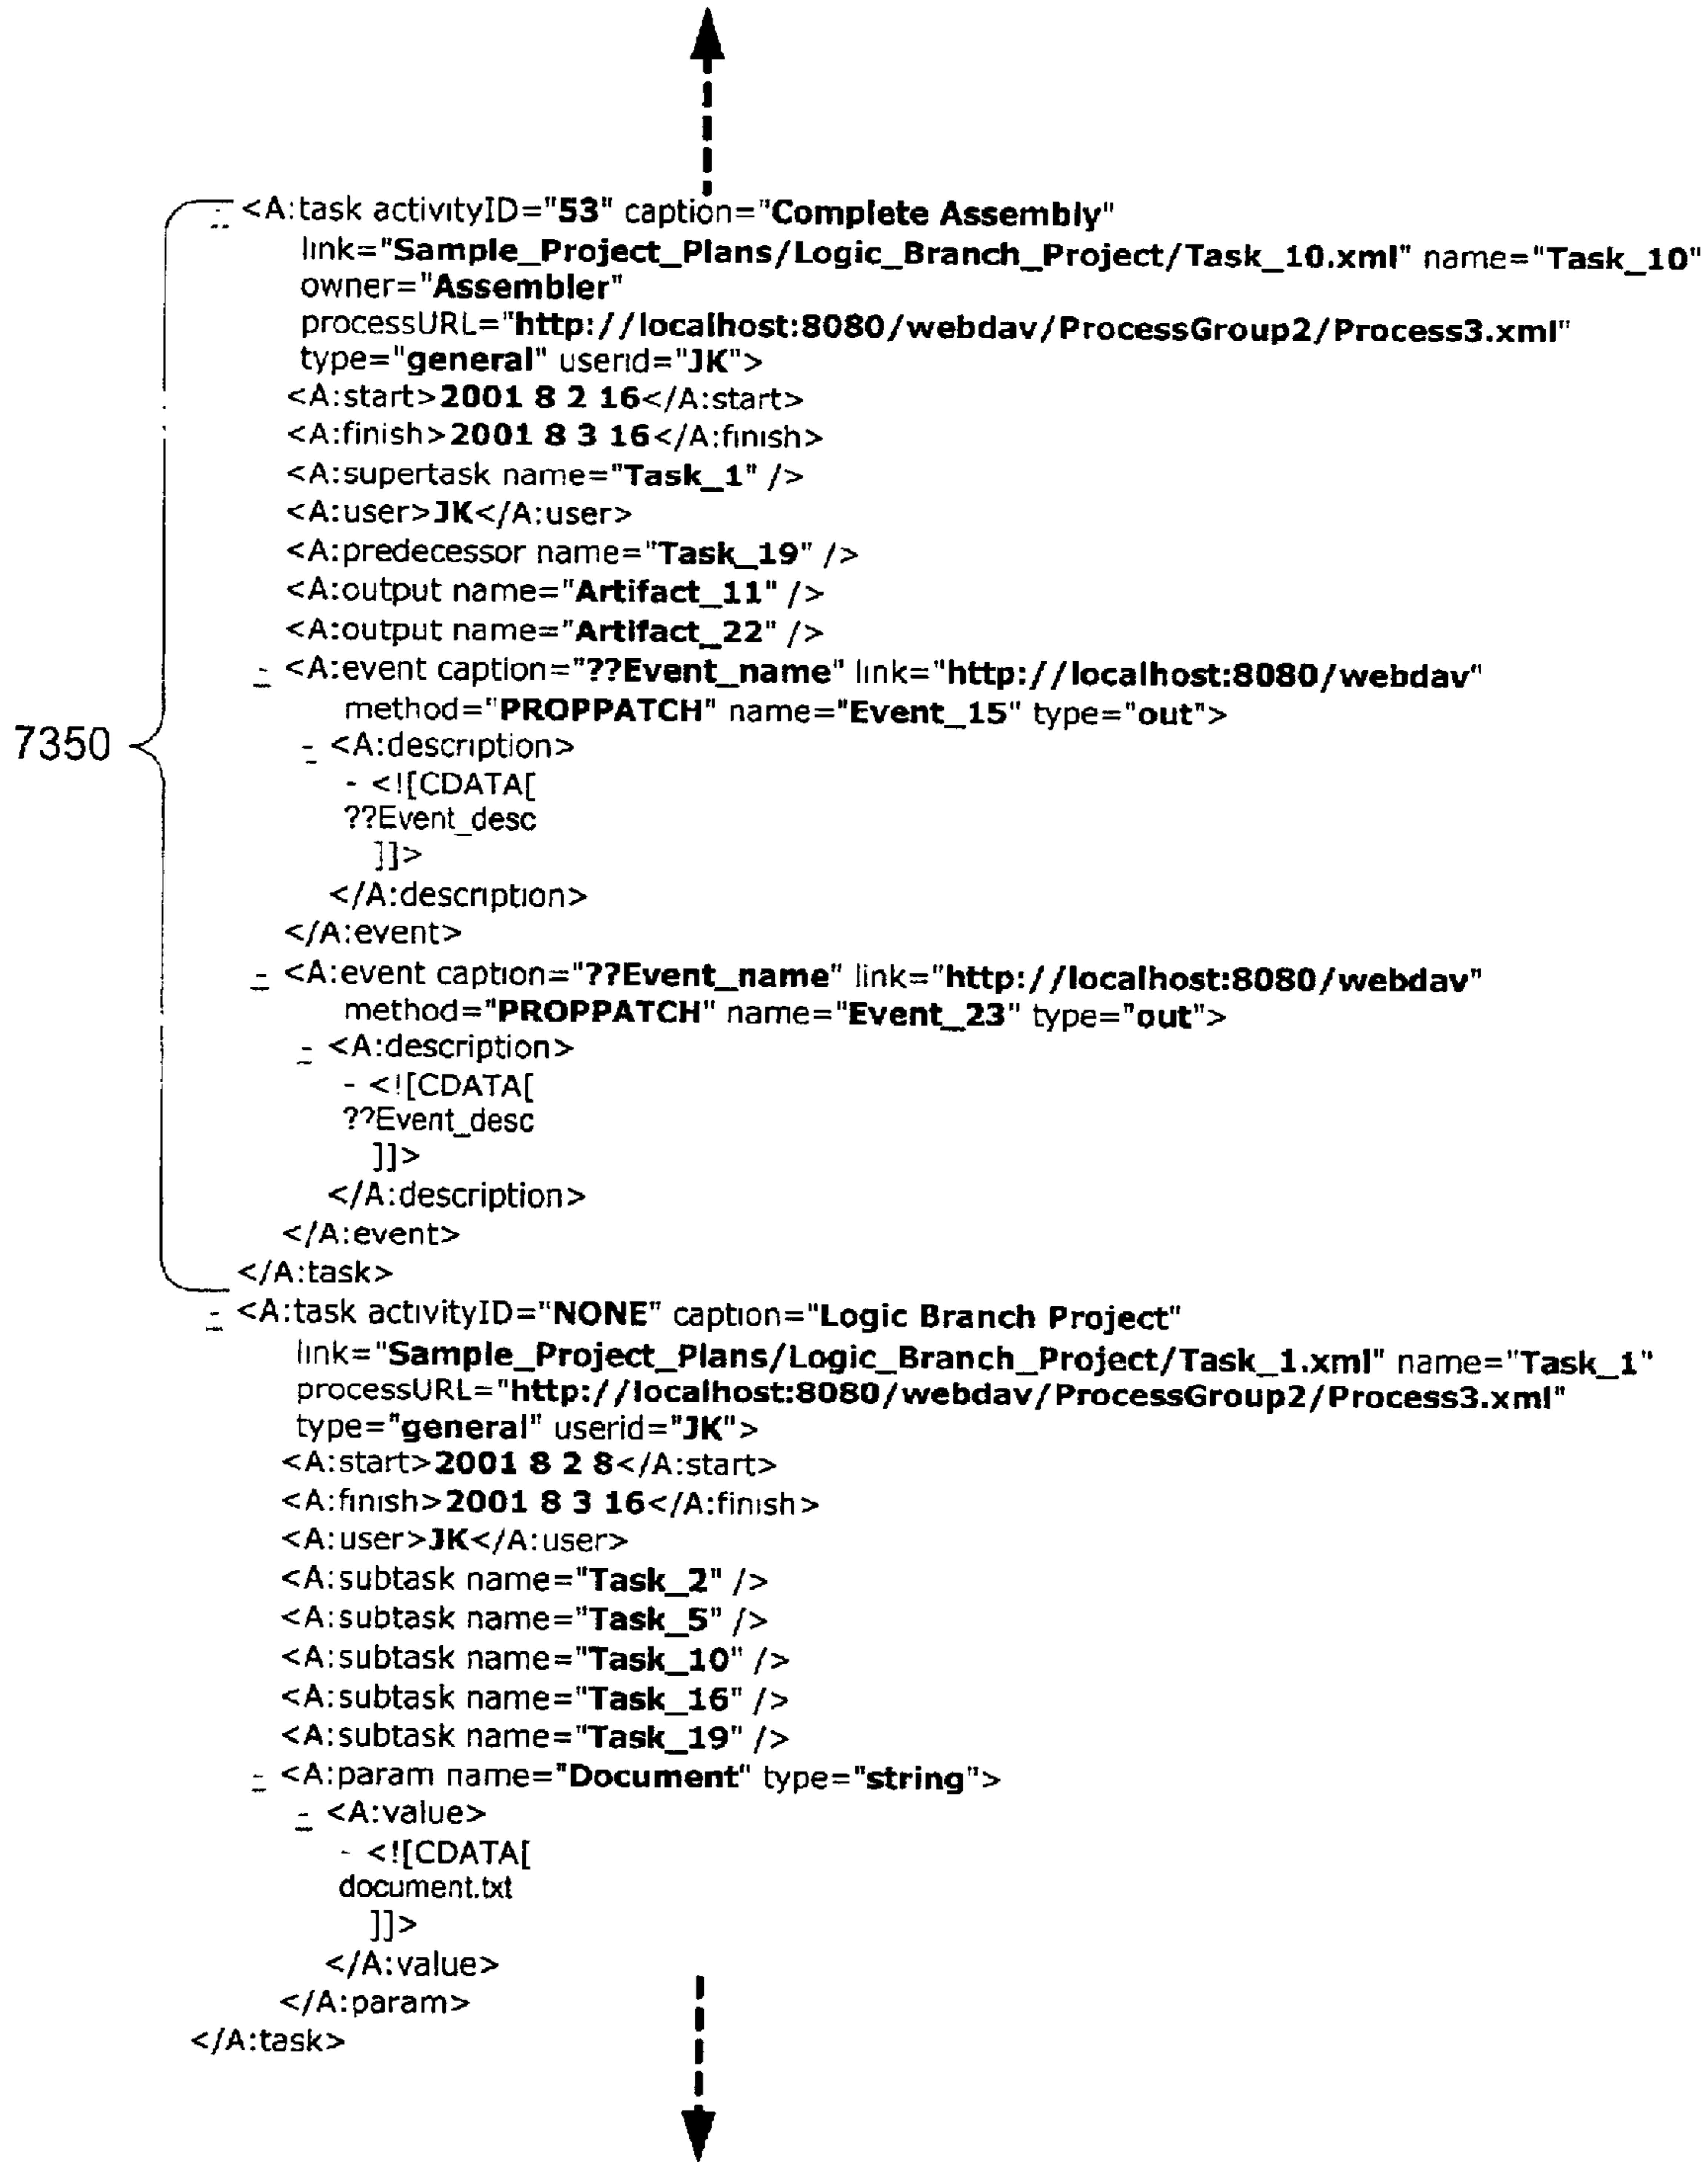 - <A:task activityID="53" caption="Complete Assembly"
link="Sample_Project_Plans/Logic_Branch_Project/Task_10.xml" name="Task_10"
owner="Assembler"
processURL="http://localhost:8080/webdav/ProcessGroup2/Process3.xml"
type="general" userid="JK">
<A:start>2001 8 2 16</A:start>
<A:finish>2001 8 3 16</A:finish>
<A:supertask name="Task_1" />
<A:user>JK</A:user>
<A:predecessor name="Task_19" />
<A:output name="Artifact_11" />
<A:output name="Artifact_22" />
- <A:event caption="??Event_name" link="http://localhost:8080/webdav"
method="PROPPATCH" name="Event_15" type="out">
7350
- <A:description>
- <![CDATA[
??Event_desc
]]>
</A:description>
</A:event>
- <A:event caption="??Event_name" link="http://localhost:8080/webdav"
method="PROPPATCH" name="Event_23" type="out">
- <A:description>
- <![CDATA[
??Event_desc
]]>
</A:description>
</A:event>
</A:task>
- <A:task activityID="NONE" caption="Logic Branch Project"
link="Sample_Project_Plans/Logic_Branch_Project/Task_1.xml" name="Task_1"
processURL="http://localhost:8080/webdav/ProcessGroup2/Process3.xml"
type="general" userid="JK">
<A:start>2001 8 2 8</A:start>
<A:finish>2001 8 3 16</A:finish>
<A:user>JK</A:user>
<A:subtask name="Task_2" />
<A:subtask name="Task_5" />
<A:subtask name="Task_10" />
<A:subtask name="Task_16" />
<A:subtask name="Task_19" />
- <A:param name="Document" type="string">
- <A:value>
- <![CDATA[
document.txt
]]>
</A:value>
</A:param>
</A:task>